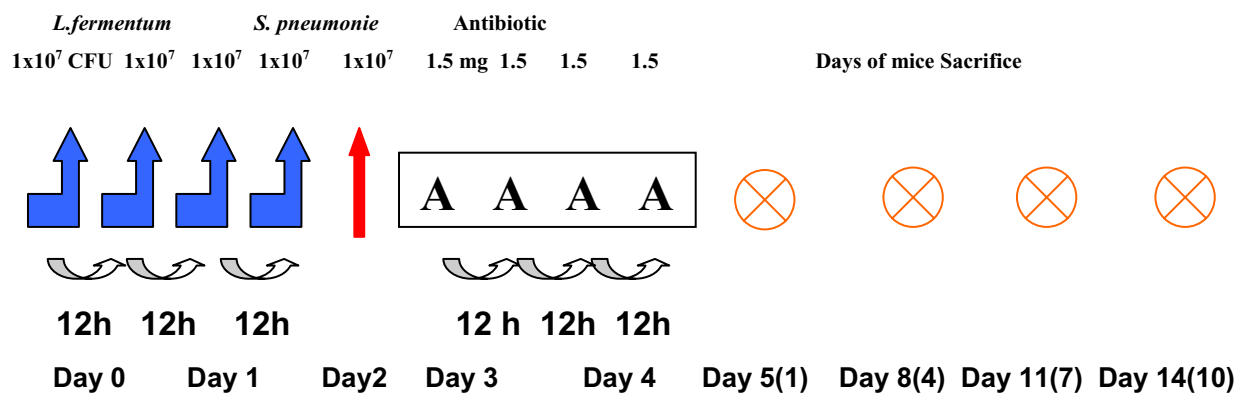 L.fermentum S. pneumonie Antibiotic
1x10⁷ CFU 1x10⁷ 1x10⁷ 1x10⁷ 1x10⁷ 1.5 mg 1.5 1.5 1.5 Days of mice Sacrifice
A A A A
12h 12h 12h 12 h 12h 12h
Day 0 Day 1 Day2 Day 3 Day 4 Day 5(1) Day 8(4) Day 11(7) Day 14(10)